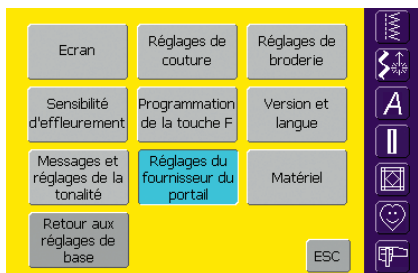 Ecran
Réglages de
couture
Réglages de
broderie
Sensibilité
d'effleurement
Programmation
de la touche F
Version et
langue
Messages et
réglages de la
tonalité
Réglages du
fournisseur du
portail
Matériel
Retour aux
réglages de
base
ESC
A